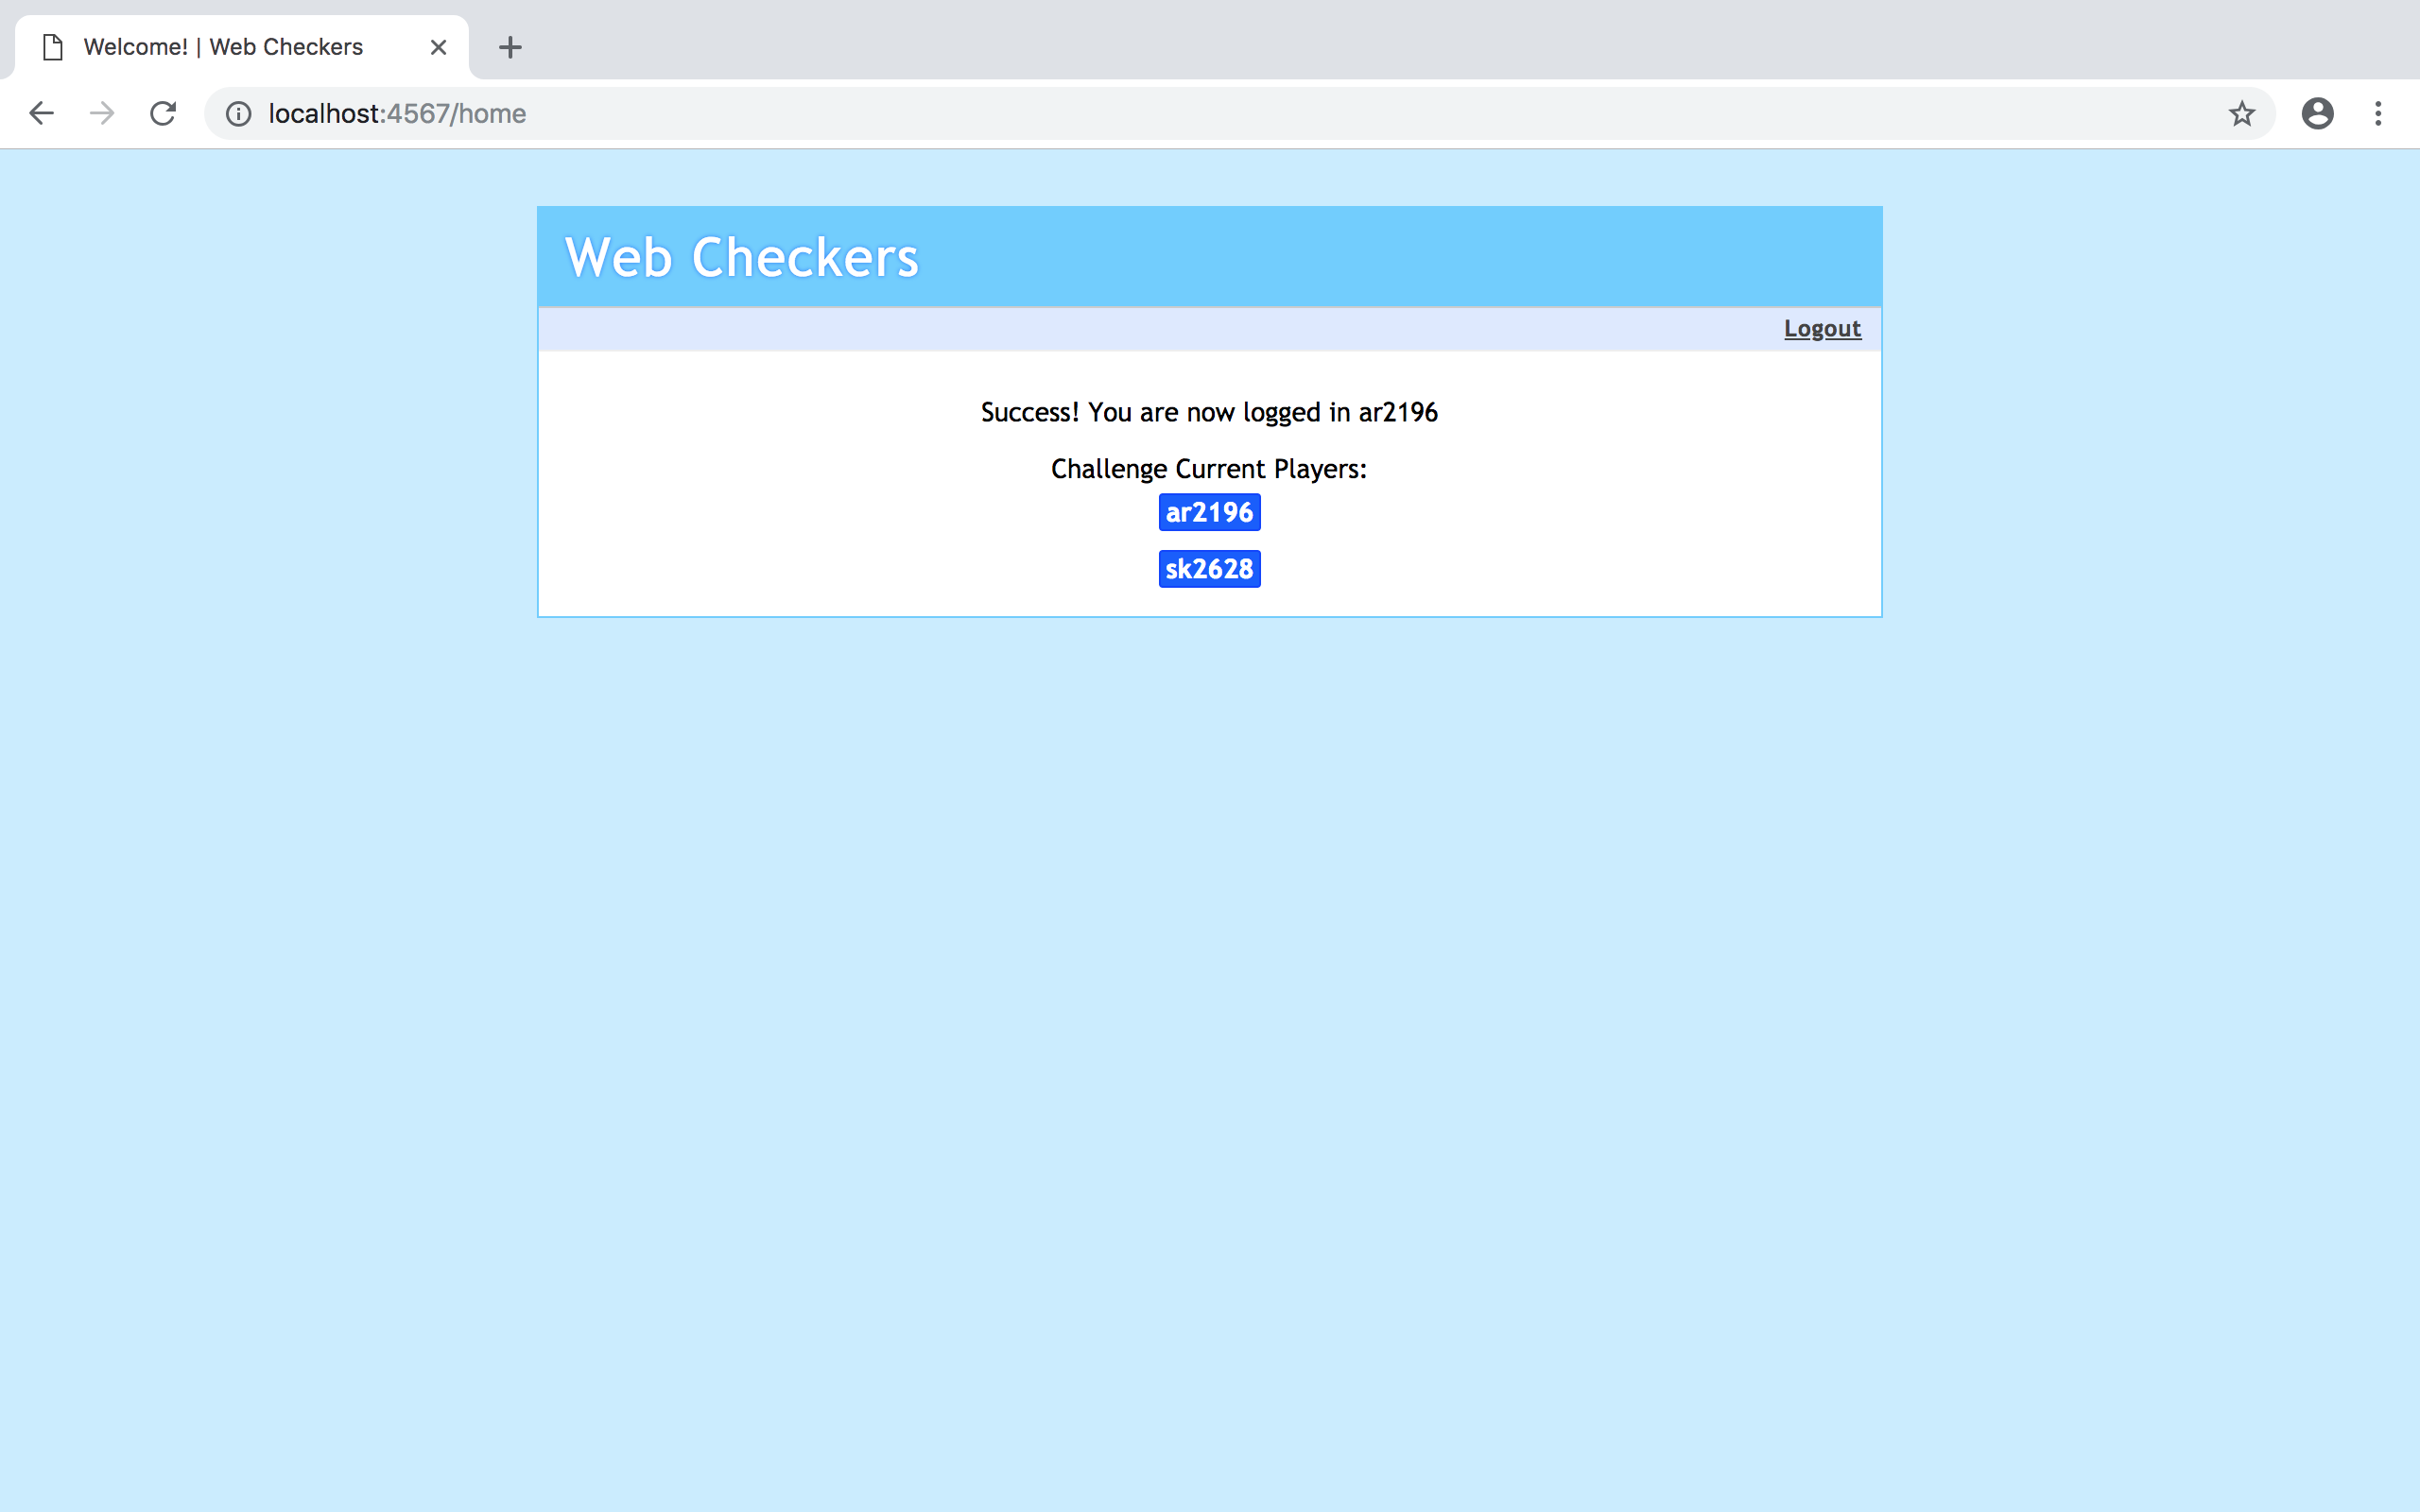 Welcome! | Web Checkers
localhost:4567/home
Web Checkers
Logout
Success! You are now logged in ar2196
Challenge Current Players:
ar2196
sk2628